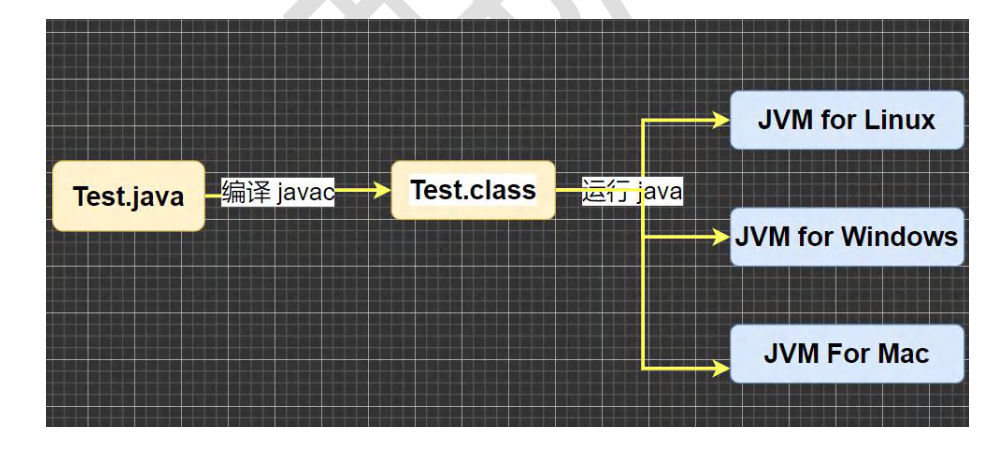 Test.java
编译 javac
Test.class
运行 java
JVM for Linux
JVM for Windows
JVM For Mac